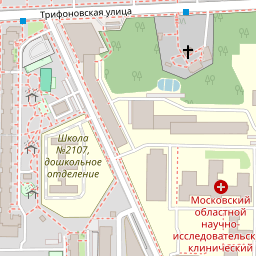 Трифоновская улица
Школа
№2107,
дошкольное
отделение
Московский
областной
научно-
исследовательск
клинический